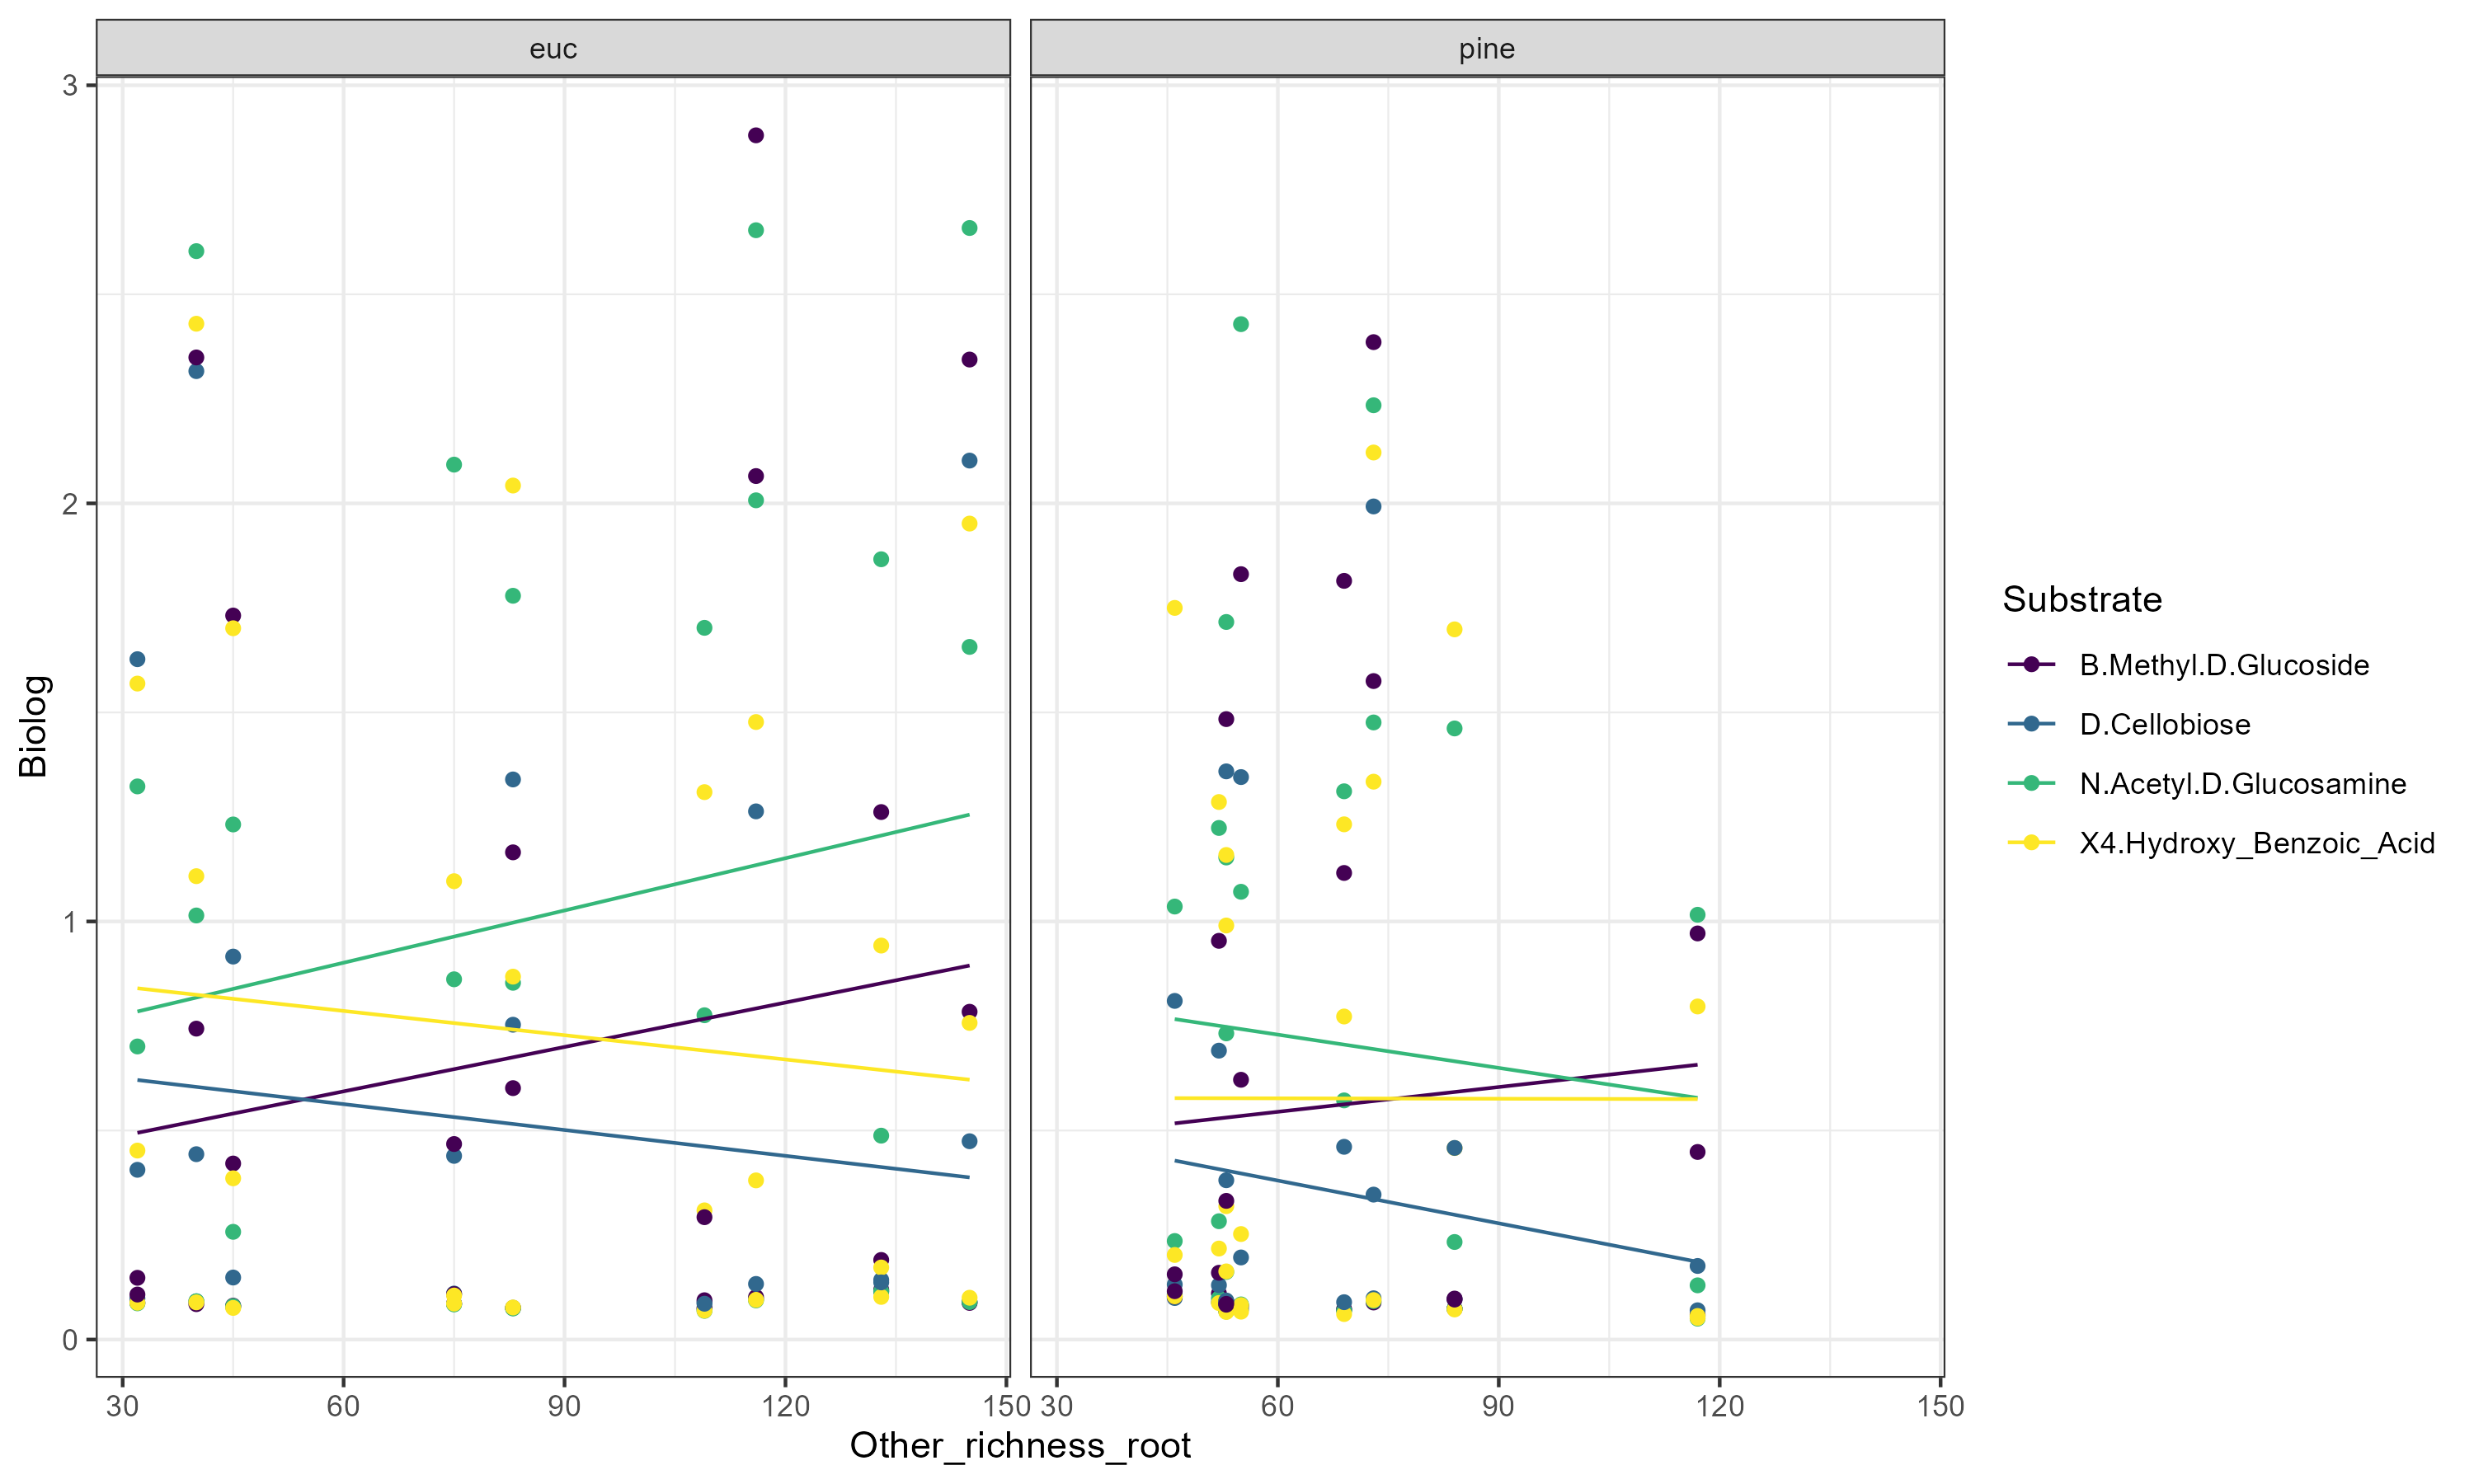 euc
pine
3
2
1
0
Biolog
30 60 90 120 150 30 60 90 120 150
Other_richness_root
Substrate
B.Methyl.D.Glucoside
D.Cellobiose
N.Acetyl.D.Glucosamine
X4.Hydroxy_Benzoic_Acid